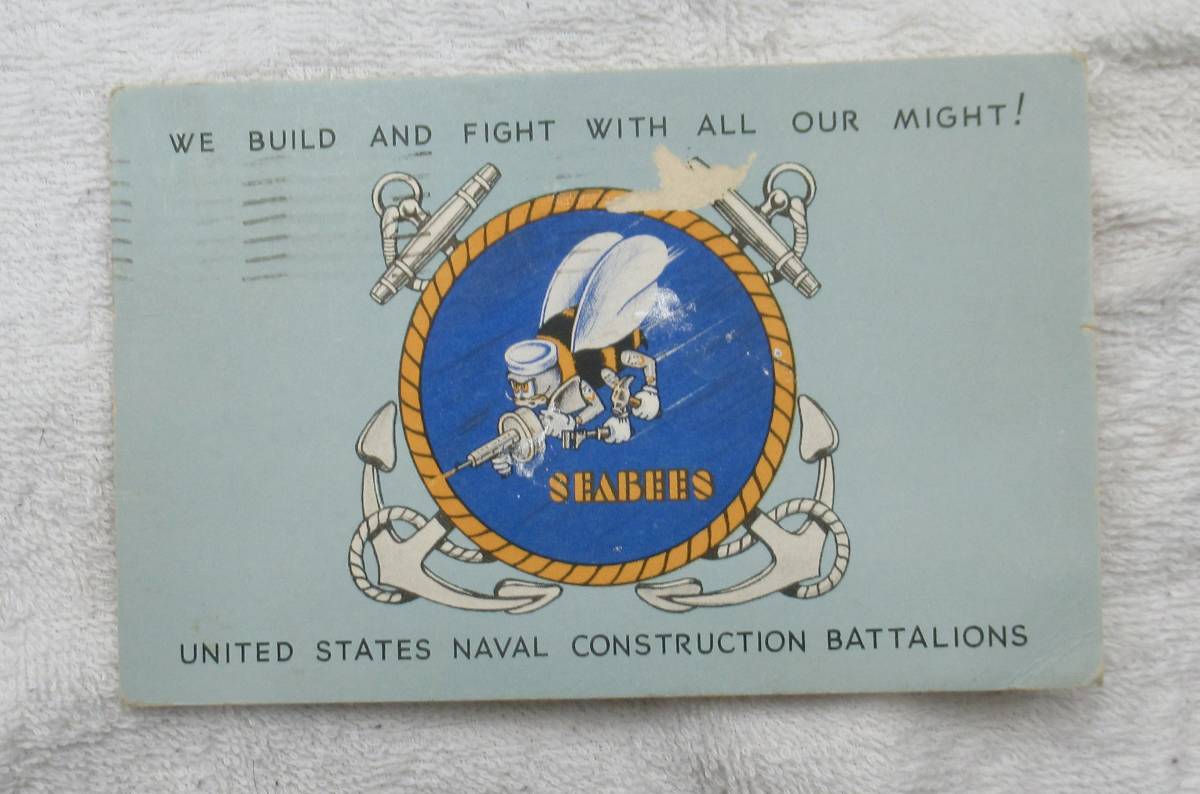 WE BUILD AND FIGHT WITH ALL OUR MIGHT!
SEABEES
UNITED STATES NAVAL CONSTRUCTION BATTALIONS